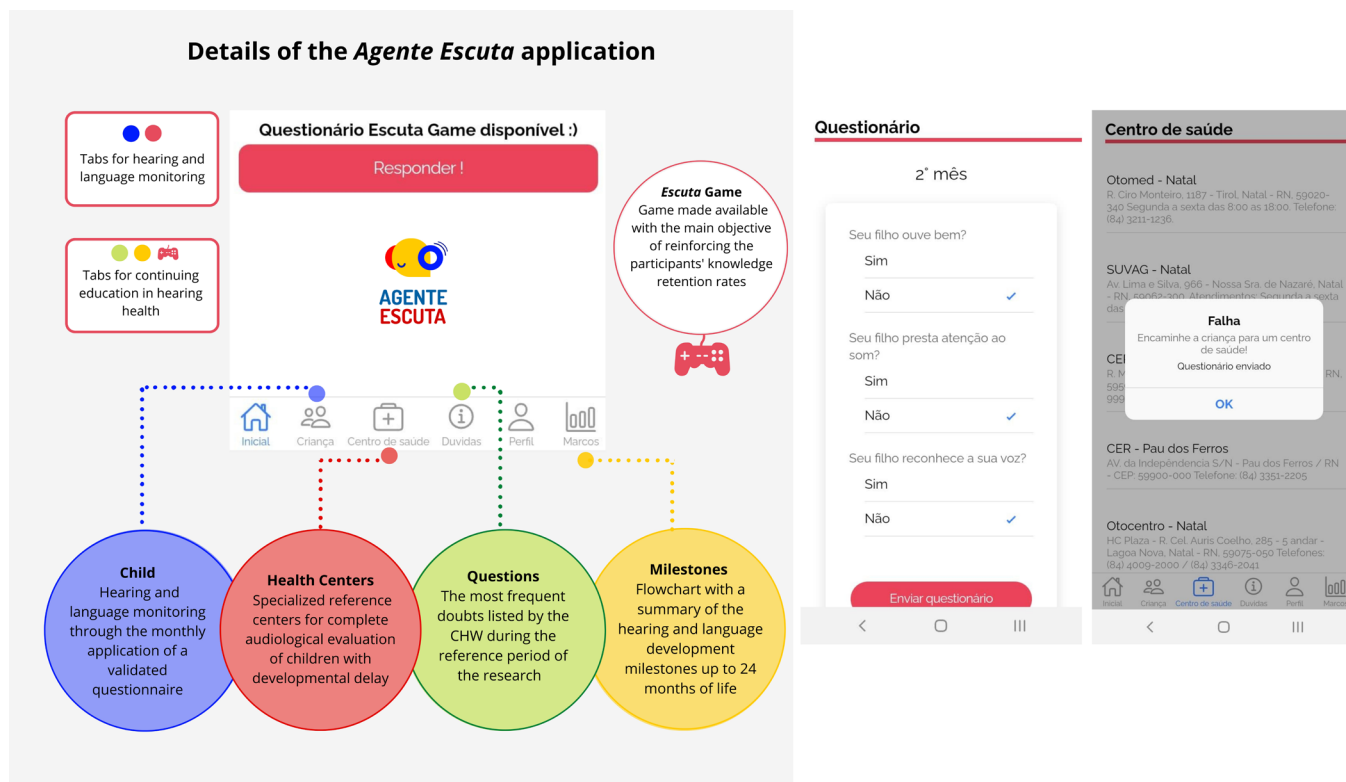 Details of the Agente Escuta application
Tabs for hearing and
language monitoring
Tabs for continuing
education in hearing
health
Questionário Escuta Game disponível :)
Responder !
AGENTE
ESCUTA
Escuta Game
Game made available
with the main objective
of reinforcing the
participants' knowledge
retention rates
Inicial
Criança
Centro de saúde
Duvidas
Perfil
Marcos
Child
Hearing and
language monitoring
through the monthly
application of a
validated
questionnaire
Health Centers
Specialized reference
centers for complete
audiological evaluation
of children with
developmental delay
Questions
The most frequent
doubts listed by the
CHW during the
reference period of
the research
Milestones
Flowchart with a
summary of the
hearing and language
development
milestones up to 24
months of life
Questionário
2° mês
Seu filho ouve bem?
Sim
Não
Seu filho presta atenção ao
som?
Sim
Não
Seu filho reconhece a sua voz?
Sim
Não
Enviar questionário
Centro de saúde
Otomed - Natal
R. Ciro Monteiro, 1187 - Tirol, Natal - RN, 59020-
340 Segunda a sexta das 8:00 as 18:00. Telefone:
(84) 3211-1236.
SUVAG - Natal
Av. Lima e Silva, 966 - Nossa Sra. de Nazaré, Natal
- RN, 59062-300. Atendimentos: Segunda a sexta
das
Falha
Encaminhe a criança para um centro
de saúde!
Questionário enviado
OK
RN,
CER - Pau dos Ferros
AV. da Indepêndencia S/N - Pau dos Ferros / RN
- CEP: 59900-000 Telefone: (84) 3351-2205
Otocentro - Natal
HC Plaza - R. Cel. Auris Coelho, 285 - 5 andar -
Lagoa Nova, Natal - RN, 59075-050 Telefones:
(84) 4009-2000 / (84) 3346-2041
Inicial
Criança
Centro de saúde
Duvidas
Perfil
Marcos